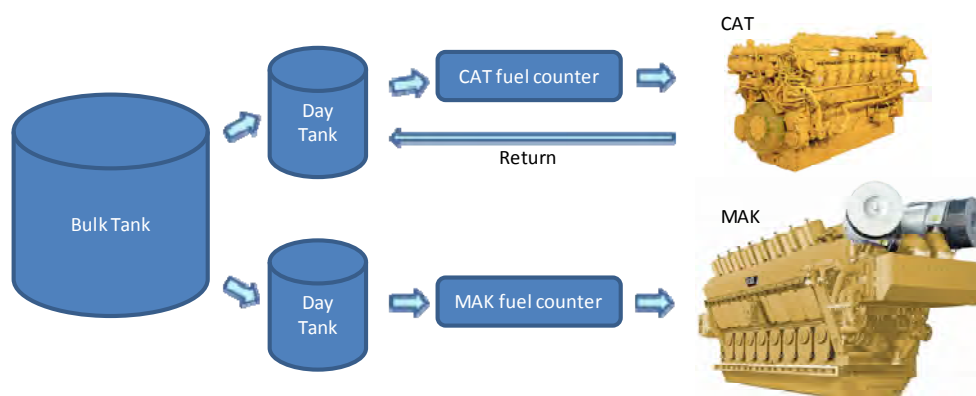 CAT
Day
Tank
CAT fuel counter
Return
Bulk Tank
MAK
Day
Tank
MAK fuel counter